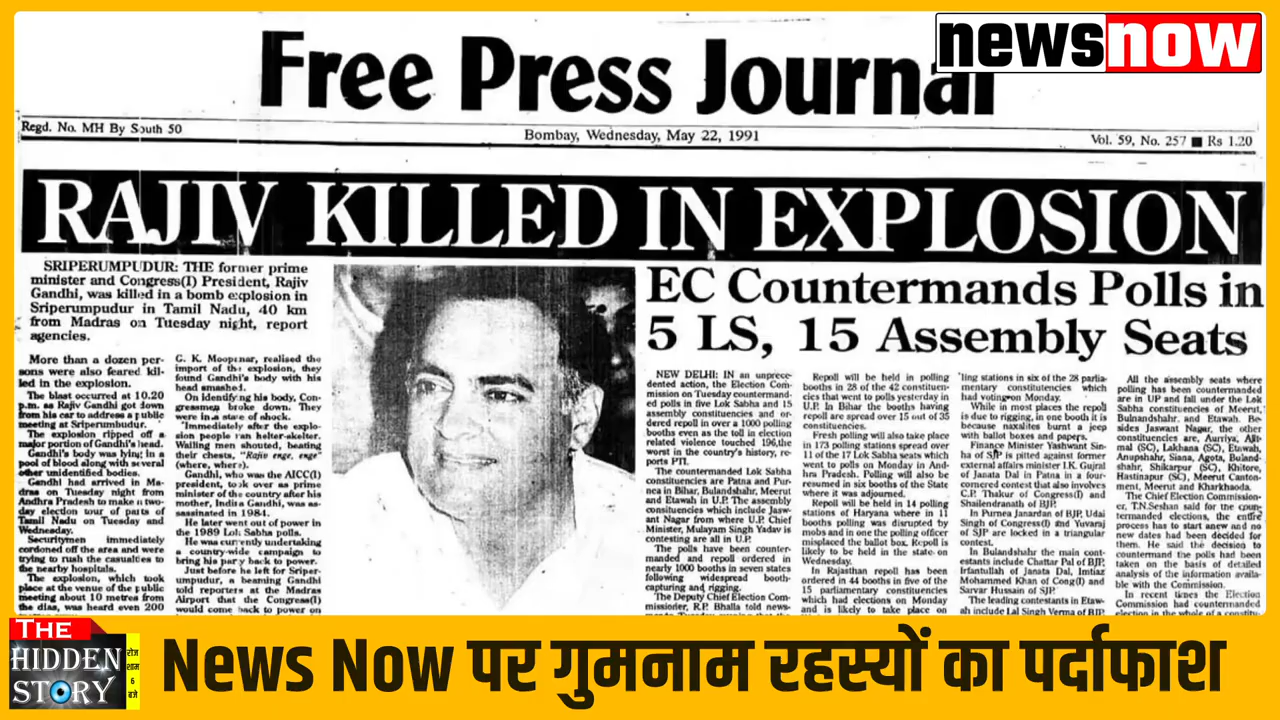 newsnow
Free Press Journal
Regd. No. MH By South 50
Bombay, Wednesday, May 22, 1991
Vol. 59, No. 257 ■ Rs 1.20
RAJIV KILLED IN EXPLOSION
SRIPERUMPUDUR: THE former prime
minister and Congress(I) President, Rajiv
Gandhi, was killed in a bomb explosion in
Sriperumpudur in Tamil Nadu, 40 km
from Madras on Tuesday night, report
agencies.
More than a dozen per-
sons were also feared kil-
led in the explosion.
The blast occurred at 10.20
p.m. as Rajiv Gandhi got down
from his car to address a public
meeting at Sriperumbudur.
The explosion ripped off a
major portion of Gandhi's head.
Gandhi's body was lying in a
pool of blood along with several
other unidentified bodies.
Gandhi had arrived in Ma-
dras on Tuesday night from
Andhra Pradesh to make a two-
day election tour of parts of
Tamil Nadu on Tuesday and
Wednesday.
Securitymen immediately
cordoned off the area and were
trying to rush the casualties to
the nearby hospitals.
The explosion, which took
place at the venue of the public
meeting about 10 metres from
the dias, was heard even 200
G. K. Moopanar, realised the
import of the explosion, they
found Gandhi's body with his
head smashed.
On identifying his body, Con-
gressmen broke down. They
were in a state of shock.
"Immediately after the explo-
sion people ran helter-skelter.
Wailing men shouted, beating
their chests, "Rajiv enge, enge"
(where, where).
Gandhi, who was the AICC(I)
president, took over as prime
minister of the country after his
mother, Indira Gandhi, was as-
sassinated in 1984.
He later went out of power in
the 1989 Lok Sabha polls.
He was currently undertaking
a country-wide campaign to
bring his party back to power.
Just before he left for Sriper-
umpudur, a beaming Gandhi
told reporters at the Madras
Airport that the Congress(I)
would come back to power on
EC Countermands Polls in
5 LS, 15 Assembly Seats
NEW DELHI: IN an unprece-
dented action, the Election Com-
mission on Tuesday countermand-
ed polls in five Lok Sabha and 15
assembly constituencies and or-
dered repoll in over a 1000 polling
booths even as the toll in election
related violence touched 196,the
worst in the country's history, re-
ports PTI.
The countermanded Lok Sabha
constituencies are Patna and Pur-
nea in Bihar, Bulandshahr, Meerut
and Etawah in U.P. The assembly
constituencies which include Jasw-
ant Nagar from where U.P. Chief
Minister, Mulayam Singh Yadav is
contesting are all in U.P.
The polls have been counter-
manded and repoll ordered in
nearly 1000 booths in seven states
following widespread booth-
capturing and rigging.
The Deputy Chief Election Com-
missioner, R.P. Bhalla told news-
Repoll will be held in polling
booths in 28 of the 42 constituen-
cies that went to polls yesterday in
U.P. In Bihar the booths having
repoll are spread over 15 out of 35
constituencies.
Fresh polling will also take place
in 173 polling stations spread over
11 of the 17 Lok Sabha seats which
went to polls on Monday in And-
hra Pradesh. Polling will also be
resumed in six booths of the State
where it was adjourned.
Repoll will be held in 14 polling
stations of Haryana where in 11
booths polling was disrupted by
mobs and in one the polling officer
misplaced the ballot box. Repoll is
likely to be held in the state on
Wednesday.
In Rajasthan repoll has been
ordered in 44 booths in five of the
15 parliamentary constituencies
which had elections on Monday
and is likely to take place on
ling stations in six of the 28 parlia-
mentary constitutencies which
had voting on Monday.
While in most places the repoll
is due to rigging, in one booth it is
because naxalites burnt a jeep
with ballot boxes and papers.
Finance Minister Yashwant Sin-
ha of SJP is pitted against former
external affairs minister I.K. Gujral
of Janata Dal in Patna in a four-
cornered contest that also involves
C.P. Thakur of Congress(I) and
Shailendranath of BJP.
In Purnea Janardan of BJP, Udai
Singh of Congress(I) and Yuvaraj
of SJP are locked in a triangular
contest.
In Bulandshahr the main cont-
estants include Chattar Pal of BJP,
Irfantullah of Janata Dal, Imtiaz
Mohammed Khan of Cong(I) and
Sarvar Hussain of SJP.
The leading contestants in Etaw-
ah include Lal Singh Verma of BJP,
All the assembly seats where
polling has been countermanded
are in UP and fall under the Lok
Sabha constituencies of Meerut,
Bulandshahr, and Etawah. Be-
sides Jaswant Nagar, the other
constituencies are, Aurriya, Ajit-
mal (SC), Lakhana (SC), Etawah,
Anupshahr, Siana, Agota, Buland-
shahr, Shikarpur (SC), Khitore,
Hastinapur (SC), Meerut Canton-
ment, Meerut and Kharkhaoda.
The Chief Election Commission-
er, T.N.Seshan said for the coun-
termanded elections, the entire
process has to start anew and no
new dates had been decided for
them. He said the decision to
countermand the polls had been
taken on the basis of detailed
analysis of the information availa-
ble with the Commission.
In recent times the Election
Commission had countermanded
THE
HIDDEN
STORY
रोज
शाम
6
बजे
News Now पर गुमनाम रहस्यों का पर्दाफाश